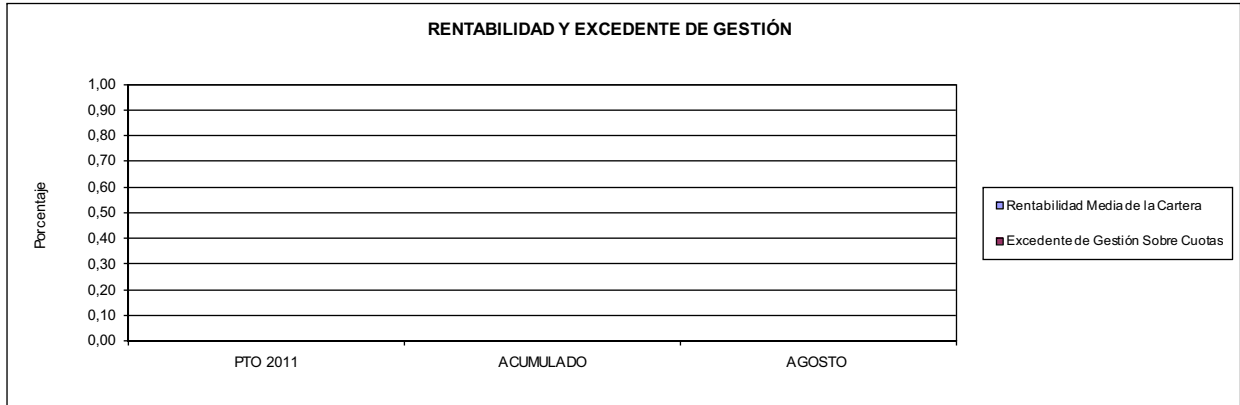 RENTABILIDAD Y EXCEDENTE DE GESTIÓN
1,00
0,90
0,80
0,70
0,60
0,50
0,40
0,30
0,20
0,10
0,00
Porcentaje
PTO 2011
ACUMULADO
AGOSTO
Rentabilidad Media de la Cartera
Excedente de Gestión Sobre Cuotas